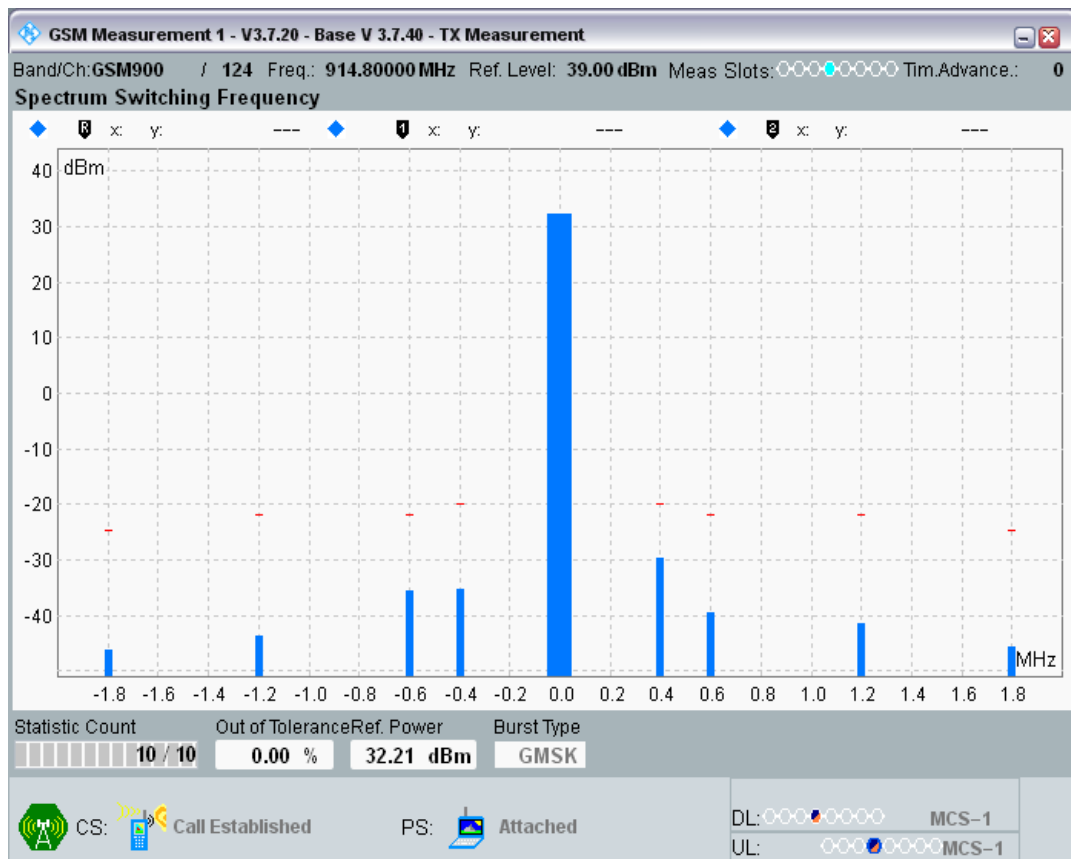 GSM Measurement 1 - V3.7.20 - Base V 3.7.40 - TX Measurement
Band/Ch:GSM900 / 124 Freq.: 914.80000 MHz Ref. Level: 39.00 dBm Meas Slots: Tim.Advance.: 0
Spectrum Switching Frequency
R x: y: --- 1 x: y: --- 2 x: y: ---
dBm
40
30
20
10
0
-10
-20
-30
-40
MHz
-1.8 -1.6 -1.4 -1.2 -1.0 -0.8 -0.6 -0.4 -0.2 0.0 0.2 0.4 0.6 0.8 1.0 1.2 1.4 1.6 1.8
Statistic Count Out of Tolerance Ref. Power Burst Type
10 / 10 0.00 % 32.21 dBm GMSK
CS: Call Established PS: Attached
DL: MCS-1
UL: MCS-1